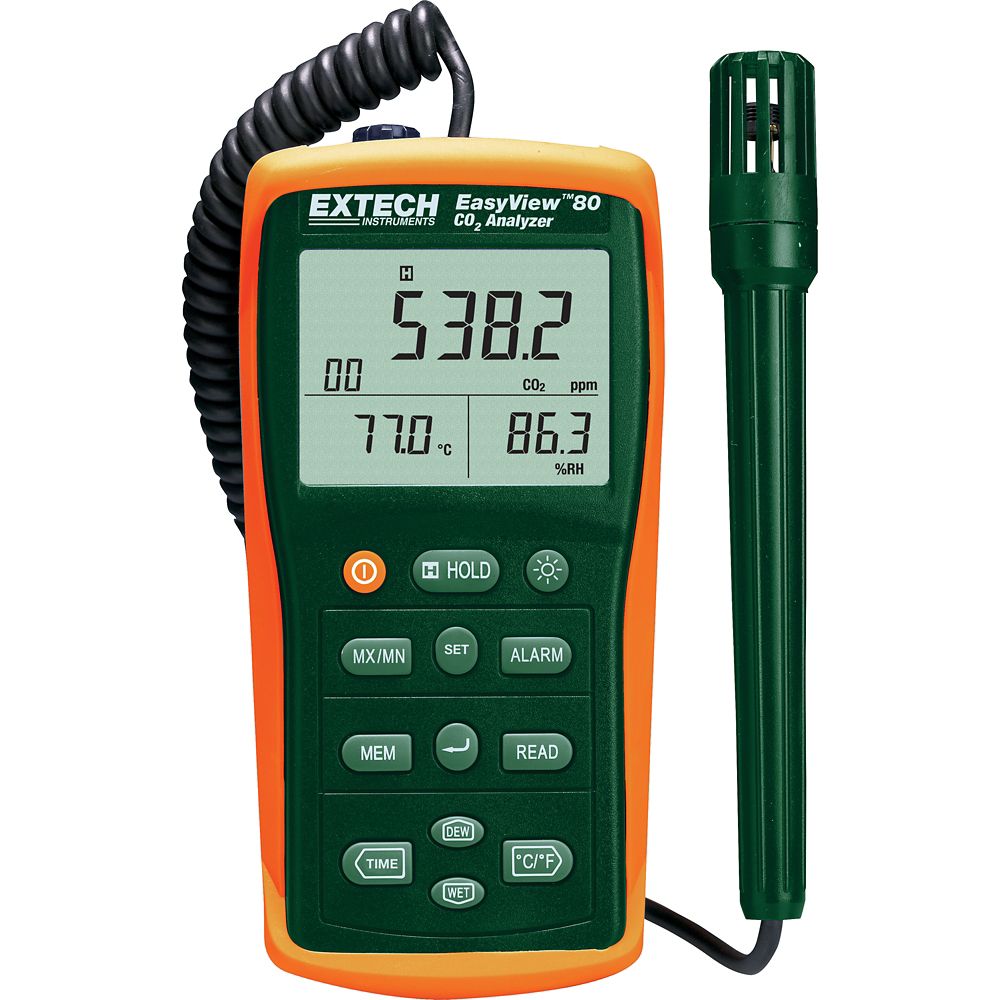 EXTECH
INSTRUMENTS
EasyView™80
CO₂ Analyzer
H
538.2
00
CO₂ ppm
77.0 °C
86.3
%RH
H HOLD
MX/MN
SET
ALARM
MEM
READ
DEW
TIME
°C/°F
WET